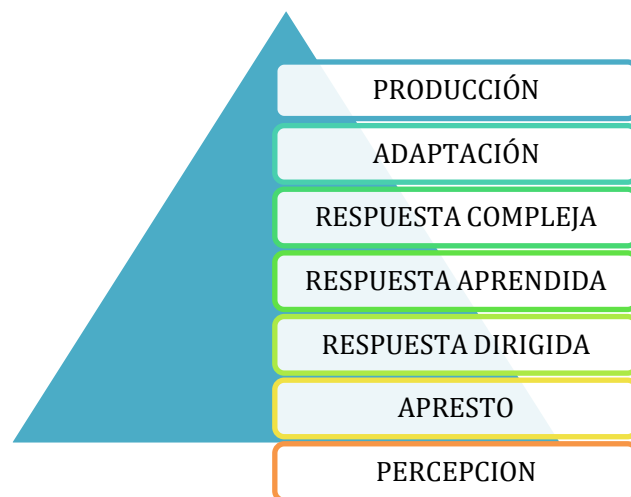 PRODUCCIÓN
ADAPTACIÓN
RESPUESTA COMPLEJA
RESPUESTA APRENDIDA
RESPUESTA DIRIGIDA
APRESTO
PERCEPCION